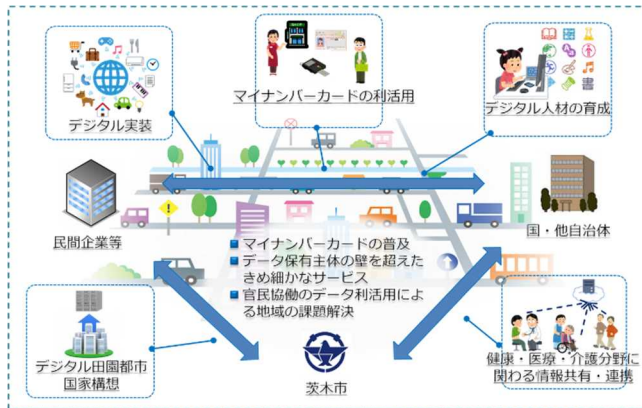 デジタル実装
マイナンバーカードの利活用
デジタル人材の育成
民間企業等
国・他自治体
■ マイナンバーカードの普及
■ データ保有主体の壁を超えた
きめ細かなサービス
■ 官民協働のデータ利活用によ
る地域の課題解決
デジタル田園都市
国家構想
茨木市
健康・医療・介護分野に
関わる情報共有・連携